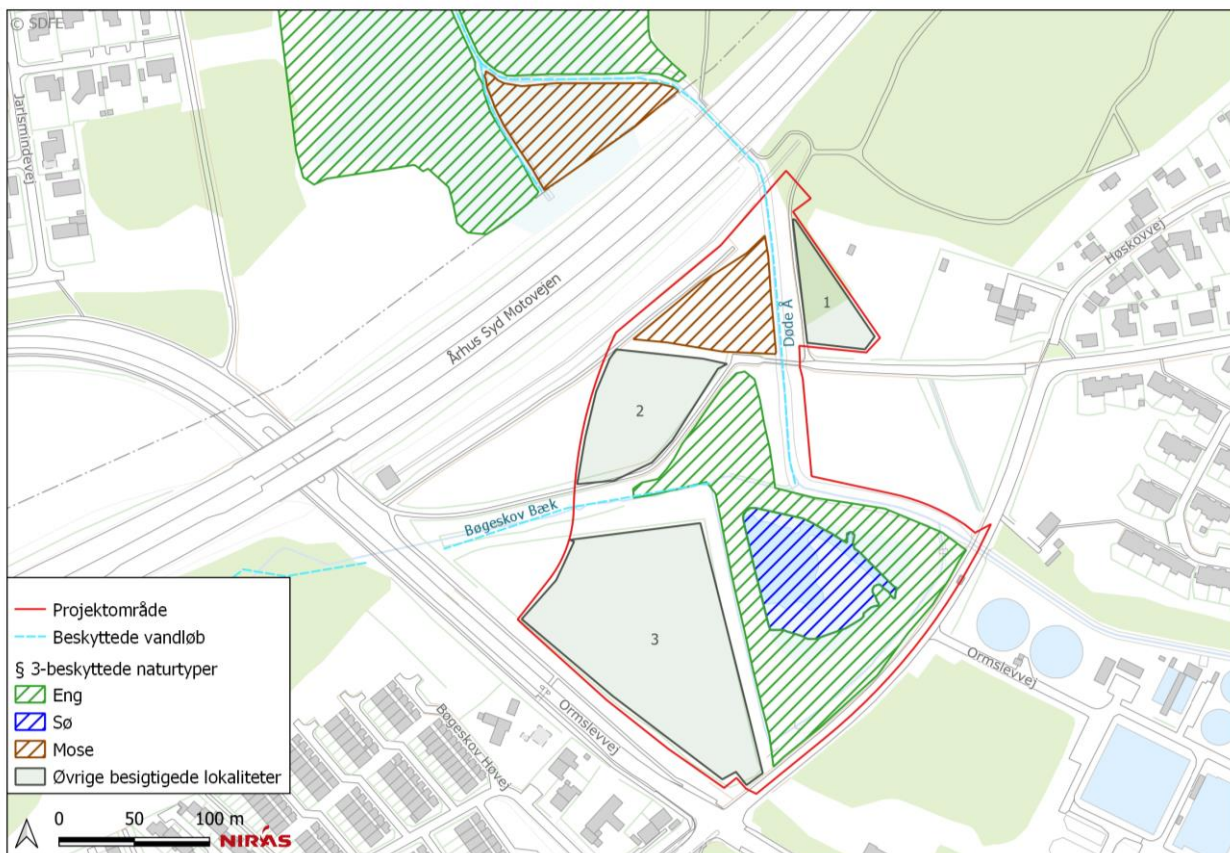 © SDFE
Jarlsmindevej
Århus Syd Motovejen
Høskovvej
1
Døde Å
2
Bøgeskov Bæk
3
Ormslevvej
Ormslevvej
Bøgeskov Høvej
Projektområde
Beskyttede vandløb
§ 3-beskyttede naturtyper
Eng
Sø
Mose
Øvrige besigtigede lokaliteter
0 50 100 m
NIRÁS